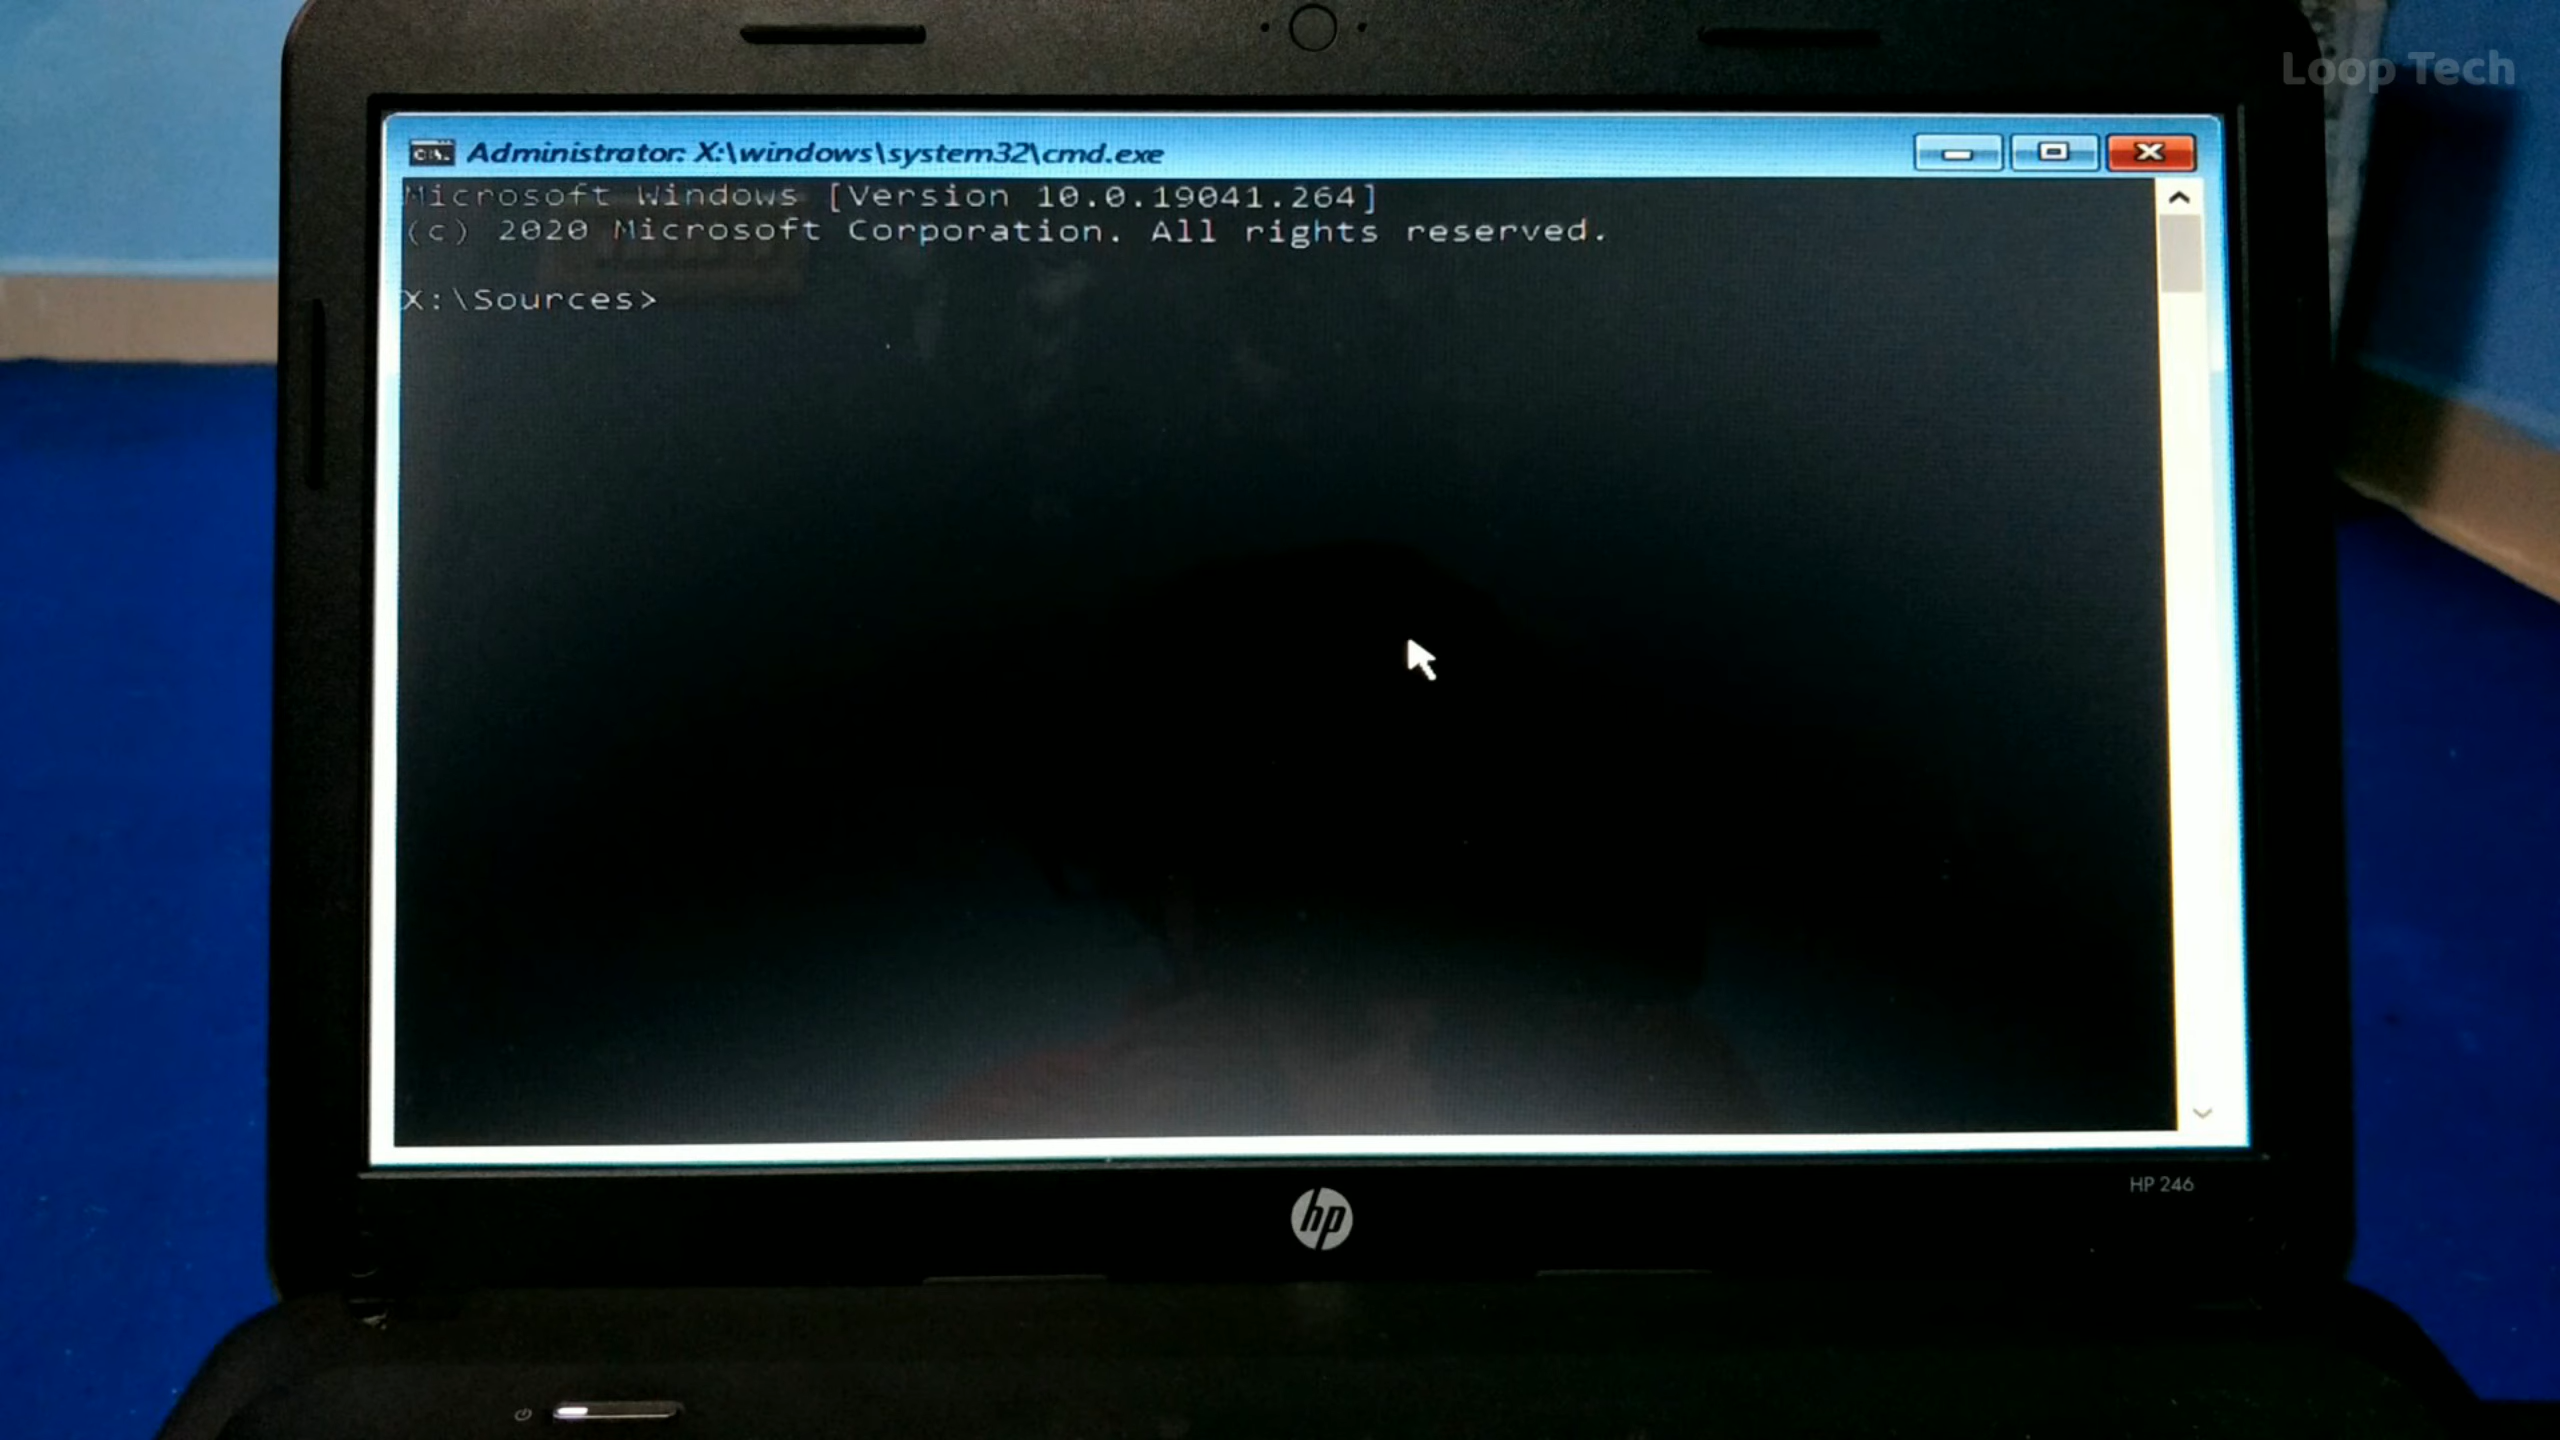 Loop Tech
Administrator: X:\windows\system32\cmd.exe
Microsoft Windows [Version 10.0.19041.264]
(c) 2020 Microsoft Corporation. All rights reserved.
X:\Sources>
HP 246
hp